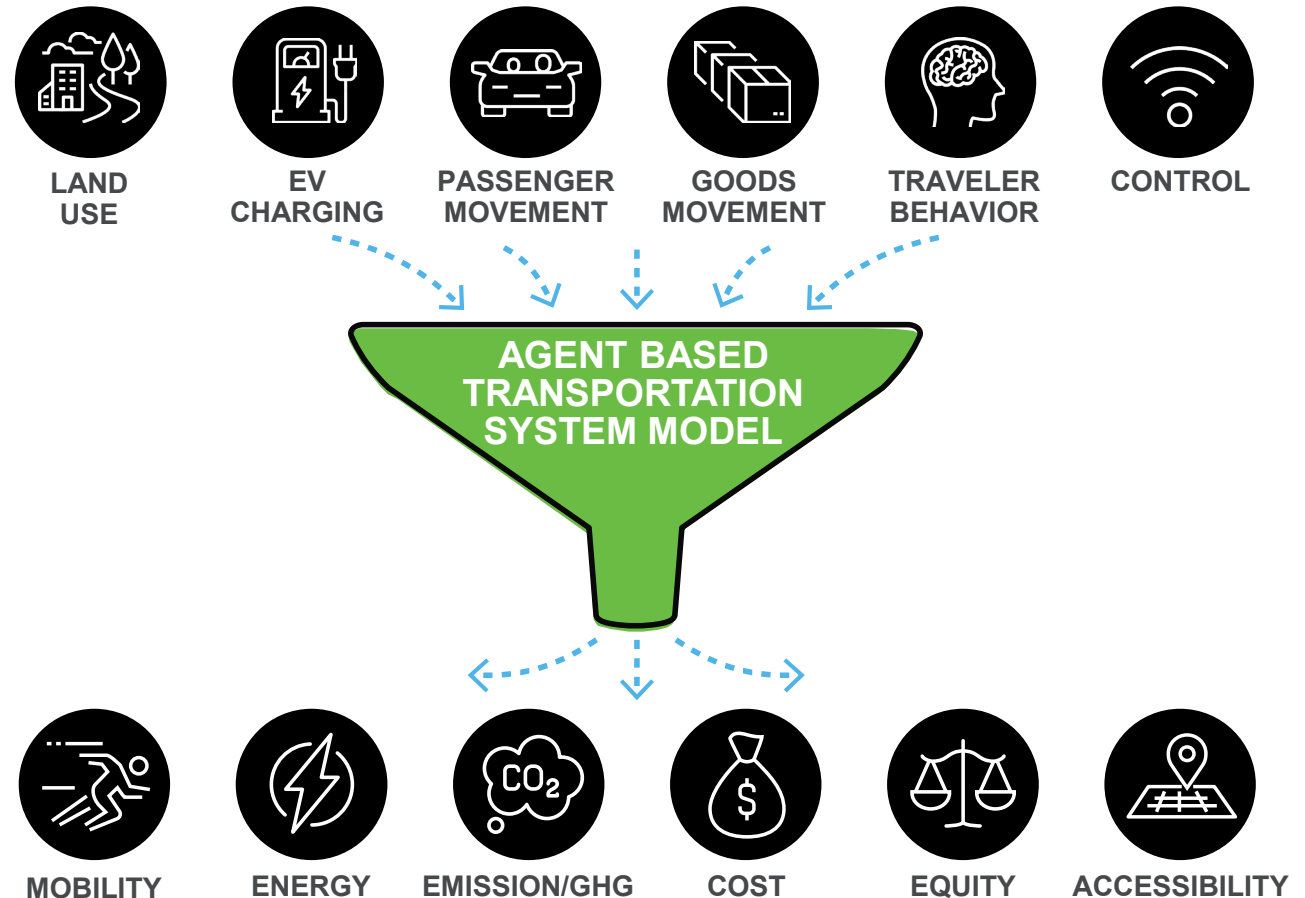 LAND
USE
EV
CHARGING
PASSENGER
MOVEMENT
GOODS
MOVEMENT
TRAVELER
BEHAVIOR
CONTROL
AGENT BASED
TRANSPORTATION
SYSTEM MODEL
CO2
$
MOBILITY
ENERGY
EMISSION/GHG
COST
EQUITY
ACCESSIBILITY